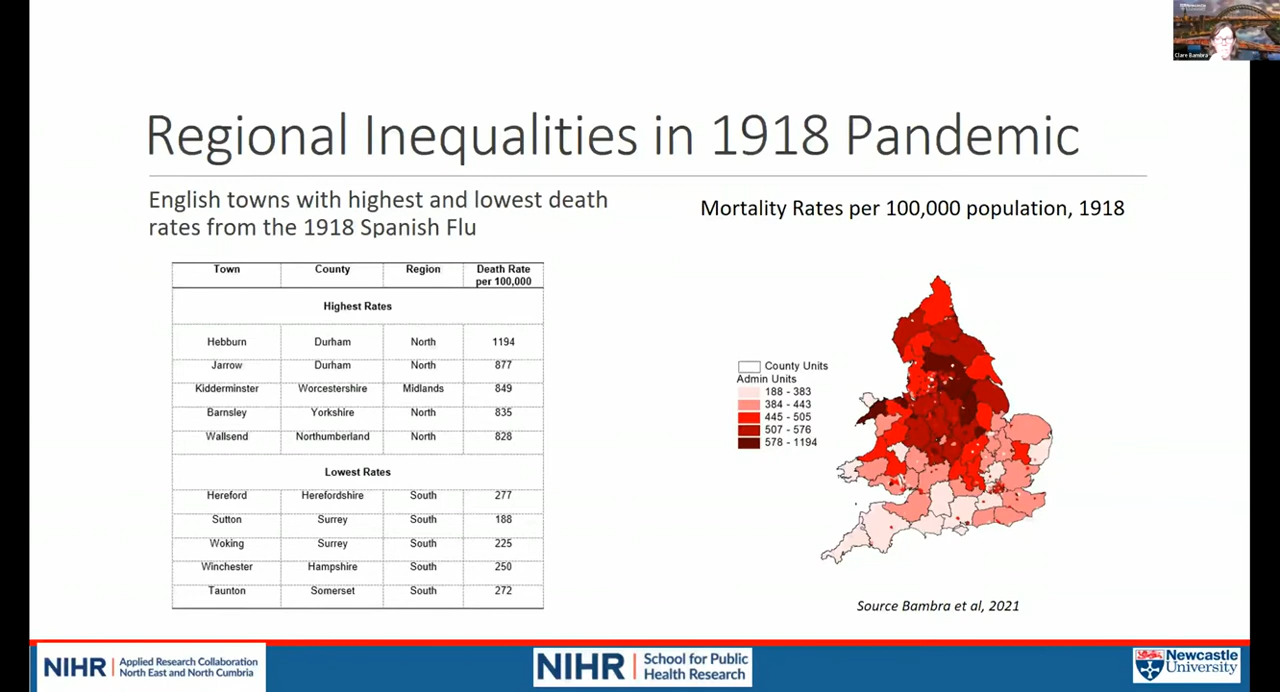 Clare Bambra
Regional Inequalities in 1918 Pandemic
English towns with highest and lowest death
rates from the 1918 Spanish Flu
Town County Region Death Rate
per 100,000
Highest Rates
Hebburn Durham North 1194
Jarrow Durham North 877
Kidderminster Worcestershire Midlands 849
Barnsley Yorkshire North 835
Wallsend Northumberland North 828
Lowest Rates
Hereford Herefordshire South 277
Sutton Surrey South 188
Woking Surrey South 225
Winchester Hampshire South 250
Taunton Somerset South 272
Mortality Rates per 100,000 population, 1918
County Units
Admin Units
188 - 383
384 - 443
445 - 505
507 - 576
578 - 1194
Source Bambra et al, 2021
NIHR | Applied Research Collaboration
North East and North Cumbria
NIHR | School for Public
Health Research
Newcastle
University